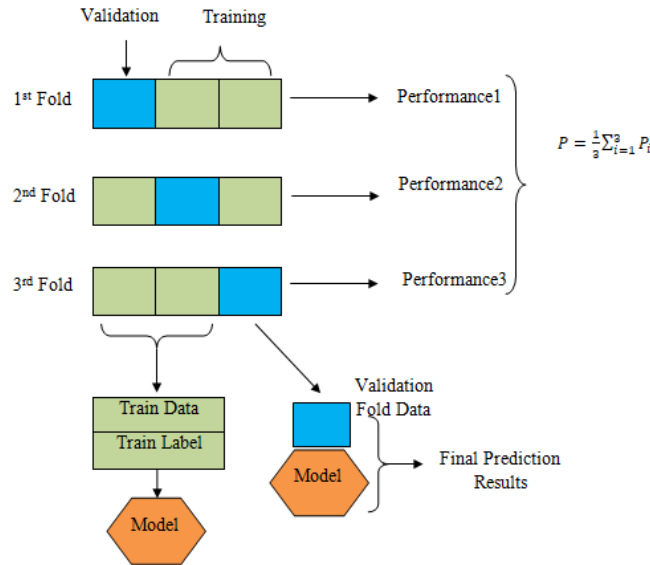 Validation Training
1st Fold Performance1
P = 1/3 ∑_{i=1}^{3} P_i
2nd Fold Performance2
3rd Fold Performance3
Validation
Fold Data
Train Data
Train Label
Model
Model
Final Prediction
Results